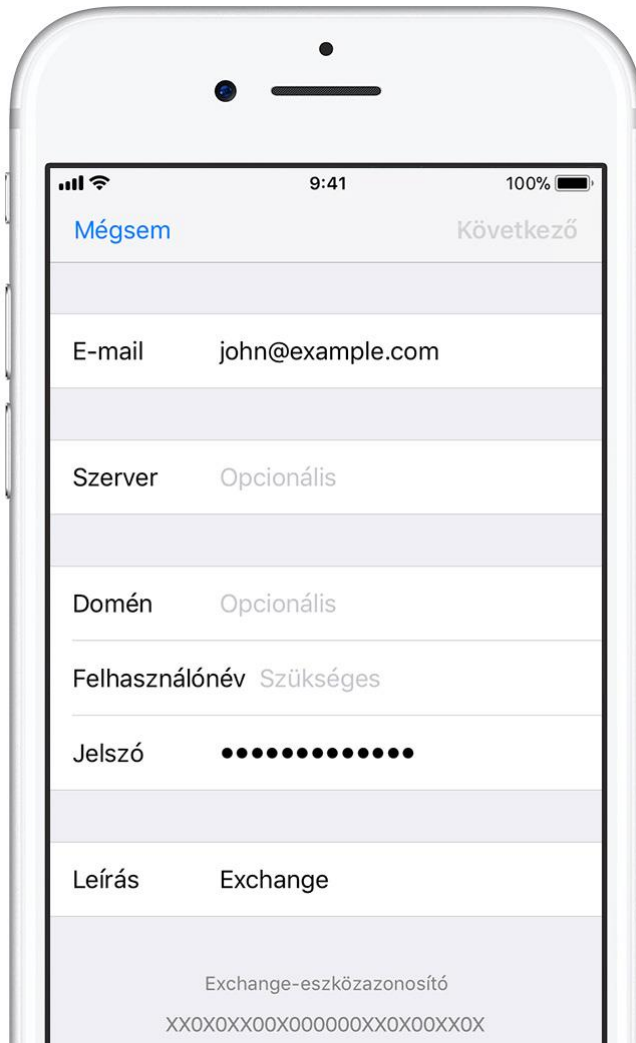 9:41 100%
Mégsem Következő
E-mail john@example.com
Szerver Opcionális
Domén Opcionális
Felhasználónév Szükséges
Jelszó ●●●●●●●●●●●●●
Leírás Exchange
Exchange-eszközazonosító
XX0X0XX00X000000XX0X00XX0X